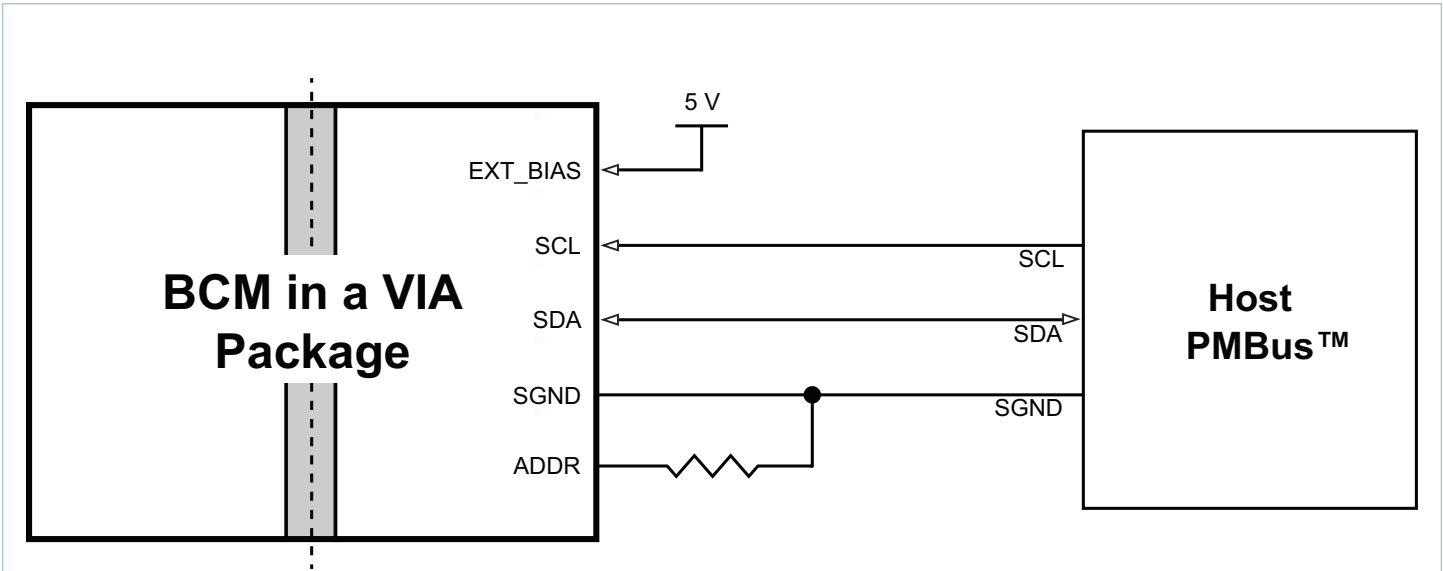 5 V
EXT_BIAS
SCL
SCL
BCM in a VIA
Package
SDA
SDA
Host
PMBus™
SGND
SGND
ADDR